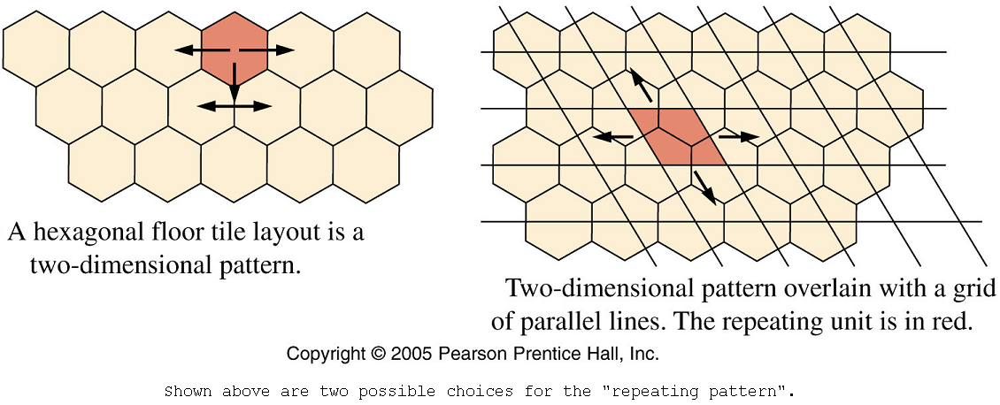 A hexagonal floor tile layout is a
two-dimensional pattern.
Two-dimensional pattern overlain with a grid
of parallel lines. The repeating unit is in red.
Copyright © 2005 Pearson Prentice Hall, Inc.
Shown above are two possible choices for the "repeating pattern".